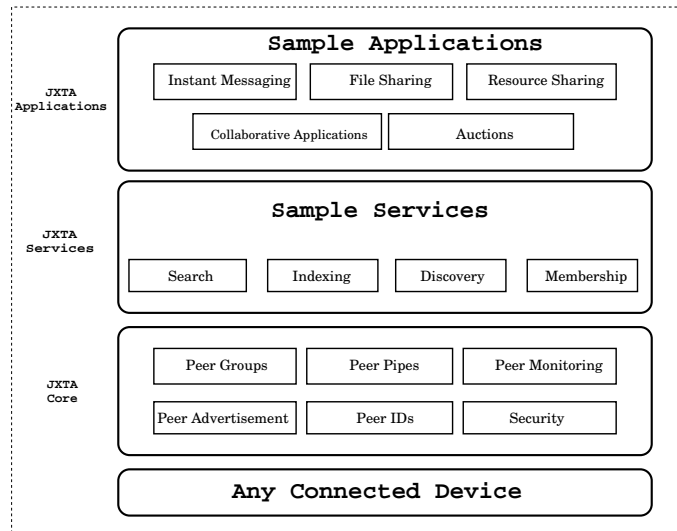 Sample Applications
Instant Messaging
File Sharing
Resource Sharing
JXTA
Applications
Collaborative Applications
Auctions
Sample Services
JXTA
Services
Search
Indexing
Discovery
Membership
Peer Groups
Peer Pipes
Peer Monitoring
JXTA
Core
Peer Advertisement
Peer IDs
Security
Any Connected Device